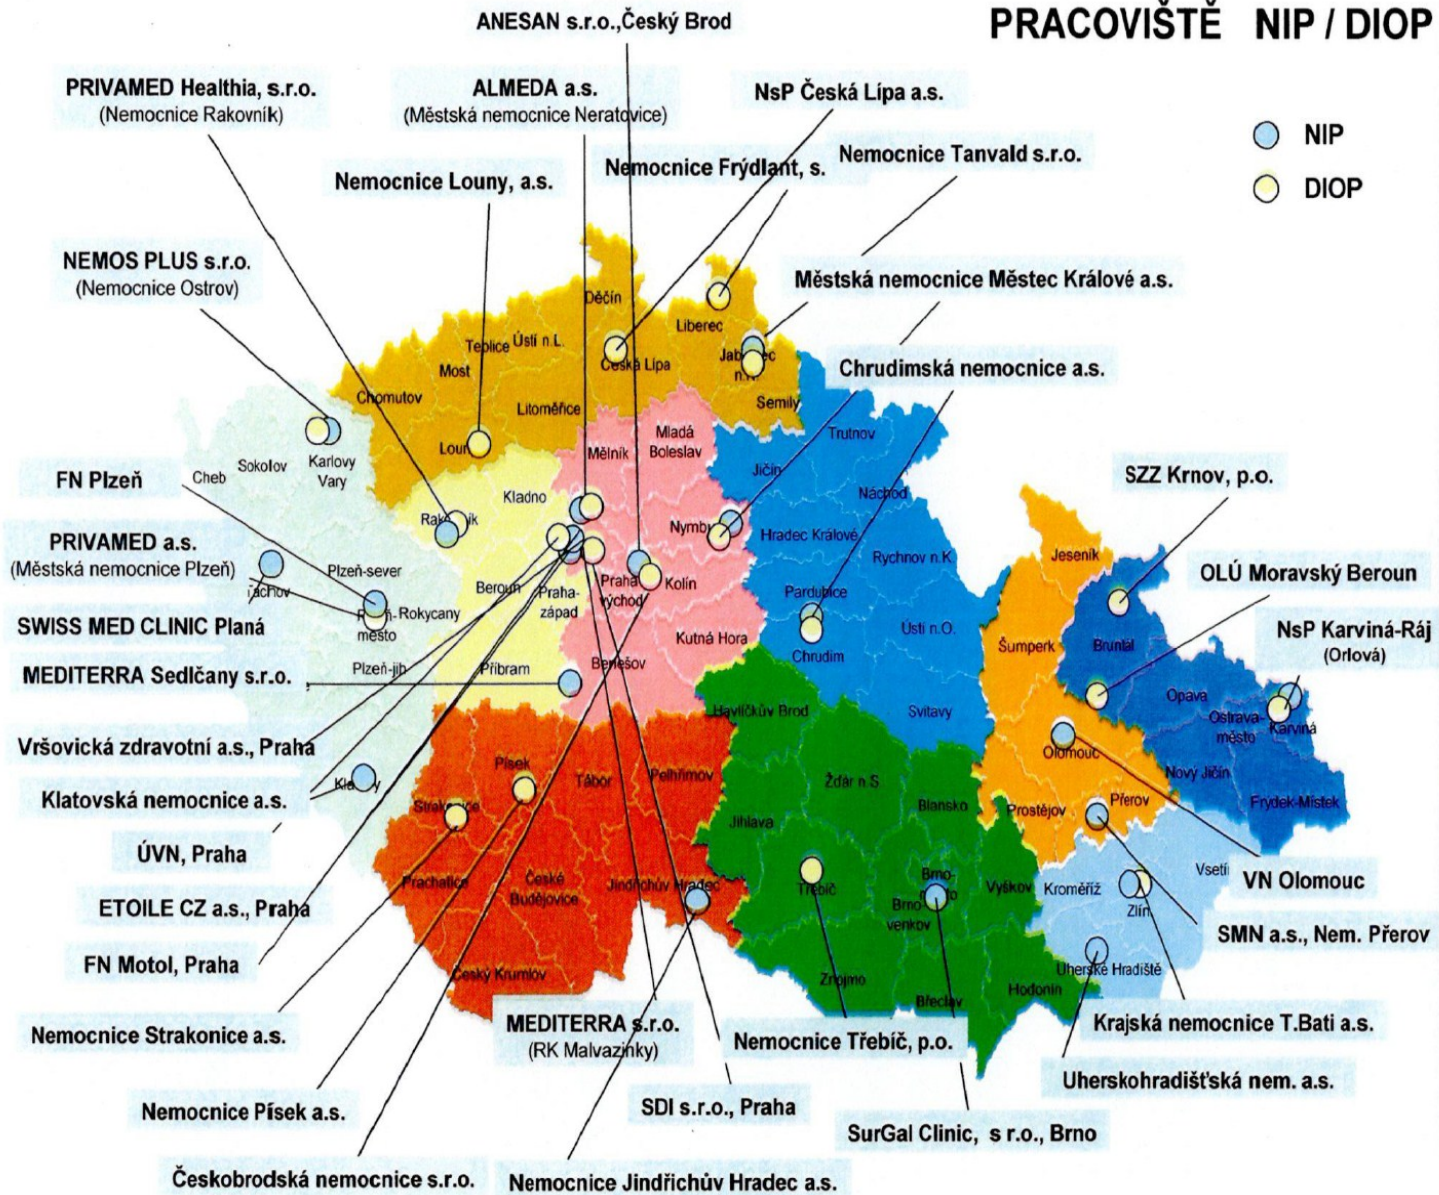 ANESAN s.r.o.,Český Brod
PRACOVIŠTĚ NIP / DIOP
PRIVAMED Healthia, s.r.o.
(Nemocnice Rakovník)
ALMEDA a.s.
(Městská nemocnice Neratovice)
NsP Česká Lípa a.s.
NIP
DIOP
Nemocnice Louny, a.s.
Nemocnice Frýdlant, s.
Nemocnice Tanvald s.r.o.
NEMOS PLUS s.r.o.
(Nemocnice Ostrov)
Městská nemocnice Městec Králové a.s.
Chrudimská nemocnice a.s.
Děčín
Liberec
Ústí n.L.
Teplice
Most
Česká Lípa
Chomutov
Litoměřice
Semily
Mladá
Boleslav
Mělník
Trutnov
Jičín
Náchod
Karlovy
Vary
Sokolov
Cheb
Kladno
Hradec Králové
Rychnov n.K.
FN Plzeň
SZZ Krnov, p.o.
PRIVAMED a.s.
(Městská nemocnice Plzeň)
Plzeň-sever
Rokycany
město
Beroun
Praha-
západ
Praha
východ
Kolín
Pardubice
Jeseník
OLÚ Moravský Beroun
SWISS MED CLINIC Planá
Plzeň-jih
Příbram
Benešov
Kutná Hora
Chrudim
Ústí n.O.
Šumperk
Bruntál
NsP Karviná-Ráj
(Orlová)
MEDITERRA Sedlčany s.r.o.
Havlíčkův Brod
Svitavy
Opava
Ostrava-
město
Karviná
Vršovická zdravotní a.s., Praha
Olomouc
Nový Jičín
Frýdek-Místek
Klatovská nemocnice a.s.
Písek
Tábor
Pelhřimov
Žďár n S.
Blansko
Jihlava
Prostějov
Přerov
ÚVN, Praha
Prachatice
České
Budějovice
Jindřichův Hradec
Třebíč
Brno-
venkov
Vyškov
Kroměříž
Zlín
VN Olomouc
ETOILE CZ a.s., Praha
SMN a.s., Nem. Přerov
FN Motol, Praha
Český Krumlov
Znojmo
Břeclav
Hodonín
Uherské Hradiště
Nemocnice Strakonice a.s.
MEDITERRA s.r.o.
(RK Malvazinky)
Nemocnice Třebíč, p.o.
Krajská nemocnice T.Bati a.s.
Uherskohradišťská nem. a.s.
Nemocnice Písek a.s.
SDI s.r.o., Praha
SurGal Clinic, s r.o., Brno
Českobrodská nemocnice s.r.o.
Nemocnice Jindřichův Hradec a.s.